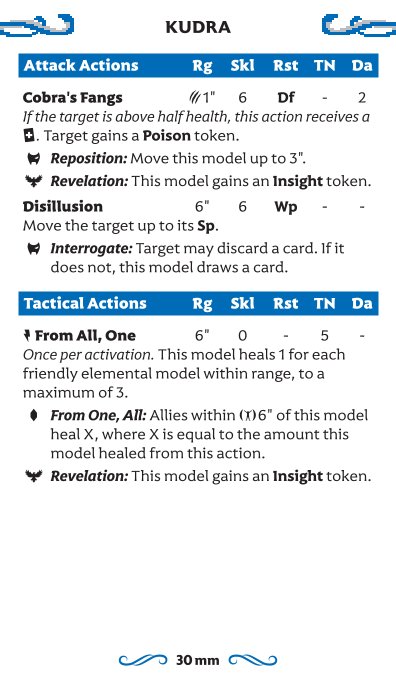 KUDRA
Attack Actions Rg Skl Rst TN Da
Cobra's Fangs 1" 6 Df - 2
If the target is above half health, this action receives a
. Target gains a Poison token.
Reposition: Move this model up to 3".
Revelation: This model gains an Insight token.
Disillusion 6" 6 Wp - -
Move the target up to its Sp.
Interrogate: Target may discard a card. If it
does not, this model draws a card.
Tactical Actions Rg Skl Rst TN Da
From All, One 6" 0 - 5 -
Once per activation. This model heals 1 for each
friendly elemental model within range, to a
maximum of 3.
From One, All: Allies within 6" of this model
heal X, where X is equal to the amount this
model healed from this action.
Revelation: This model gains an Insight token.
30 mm